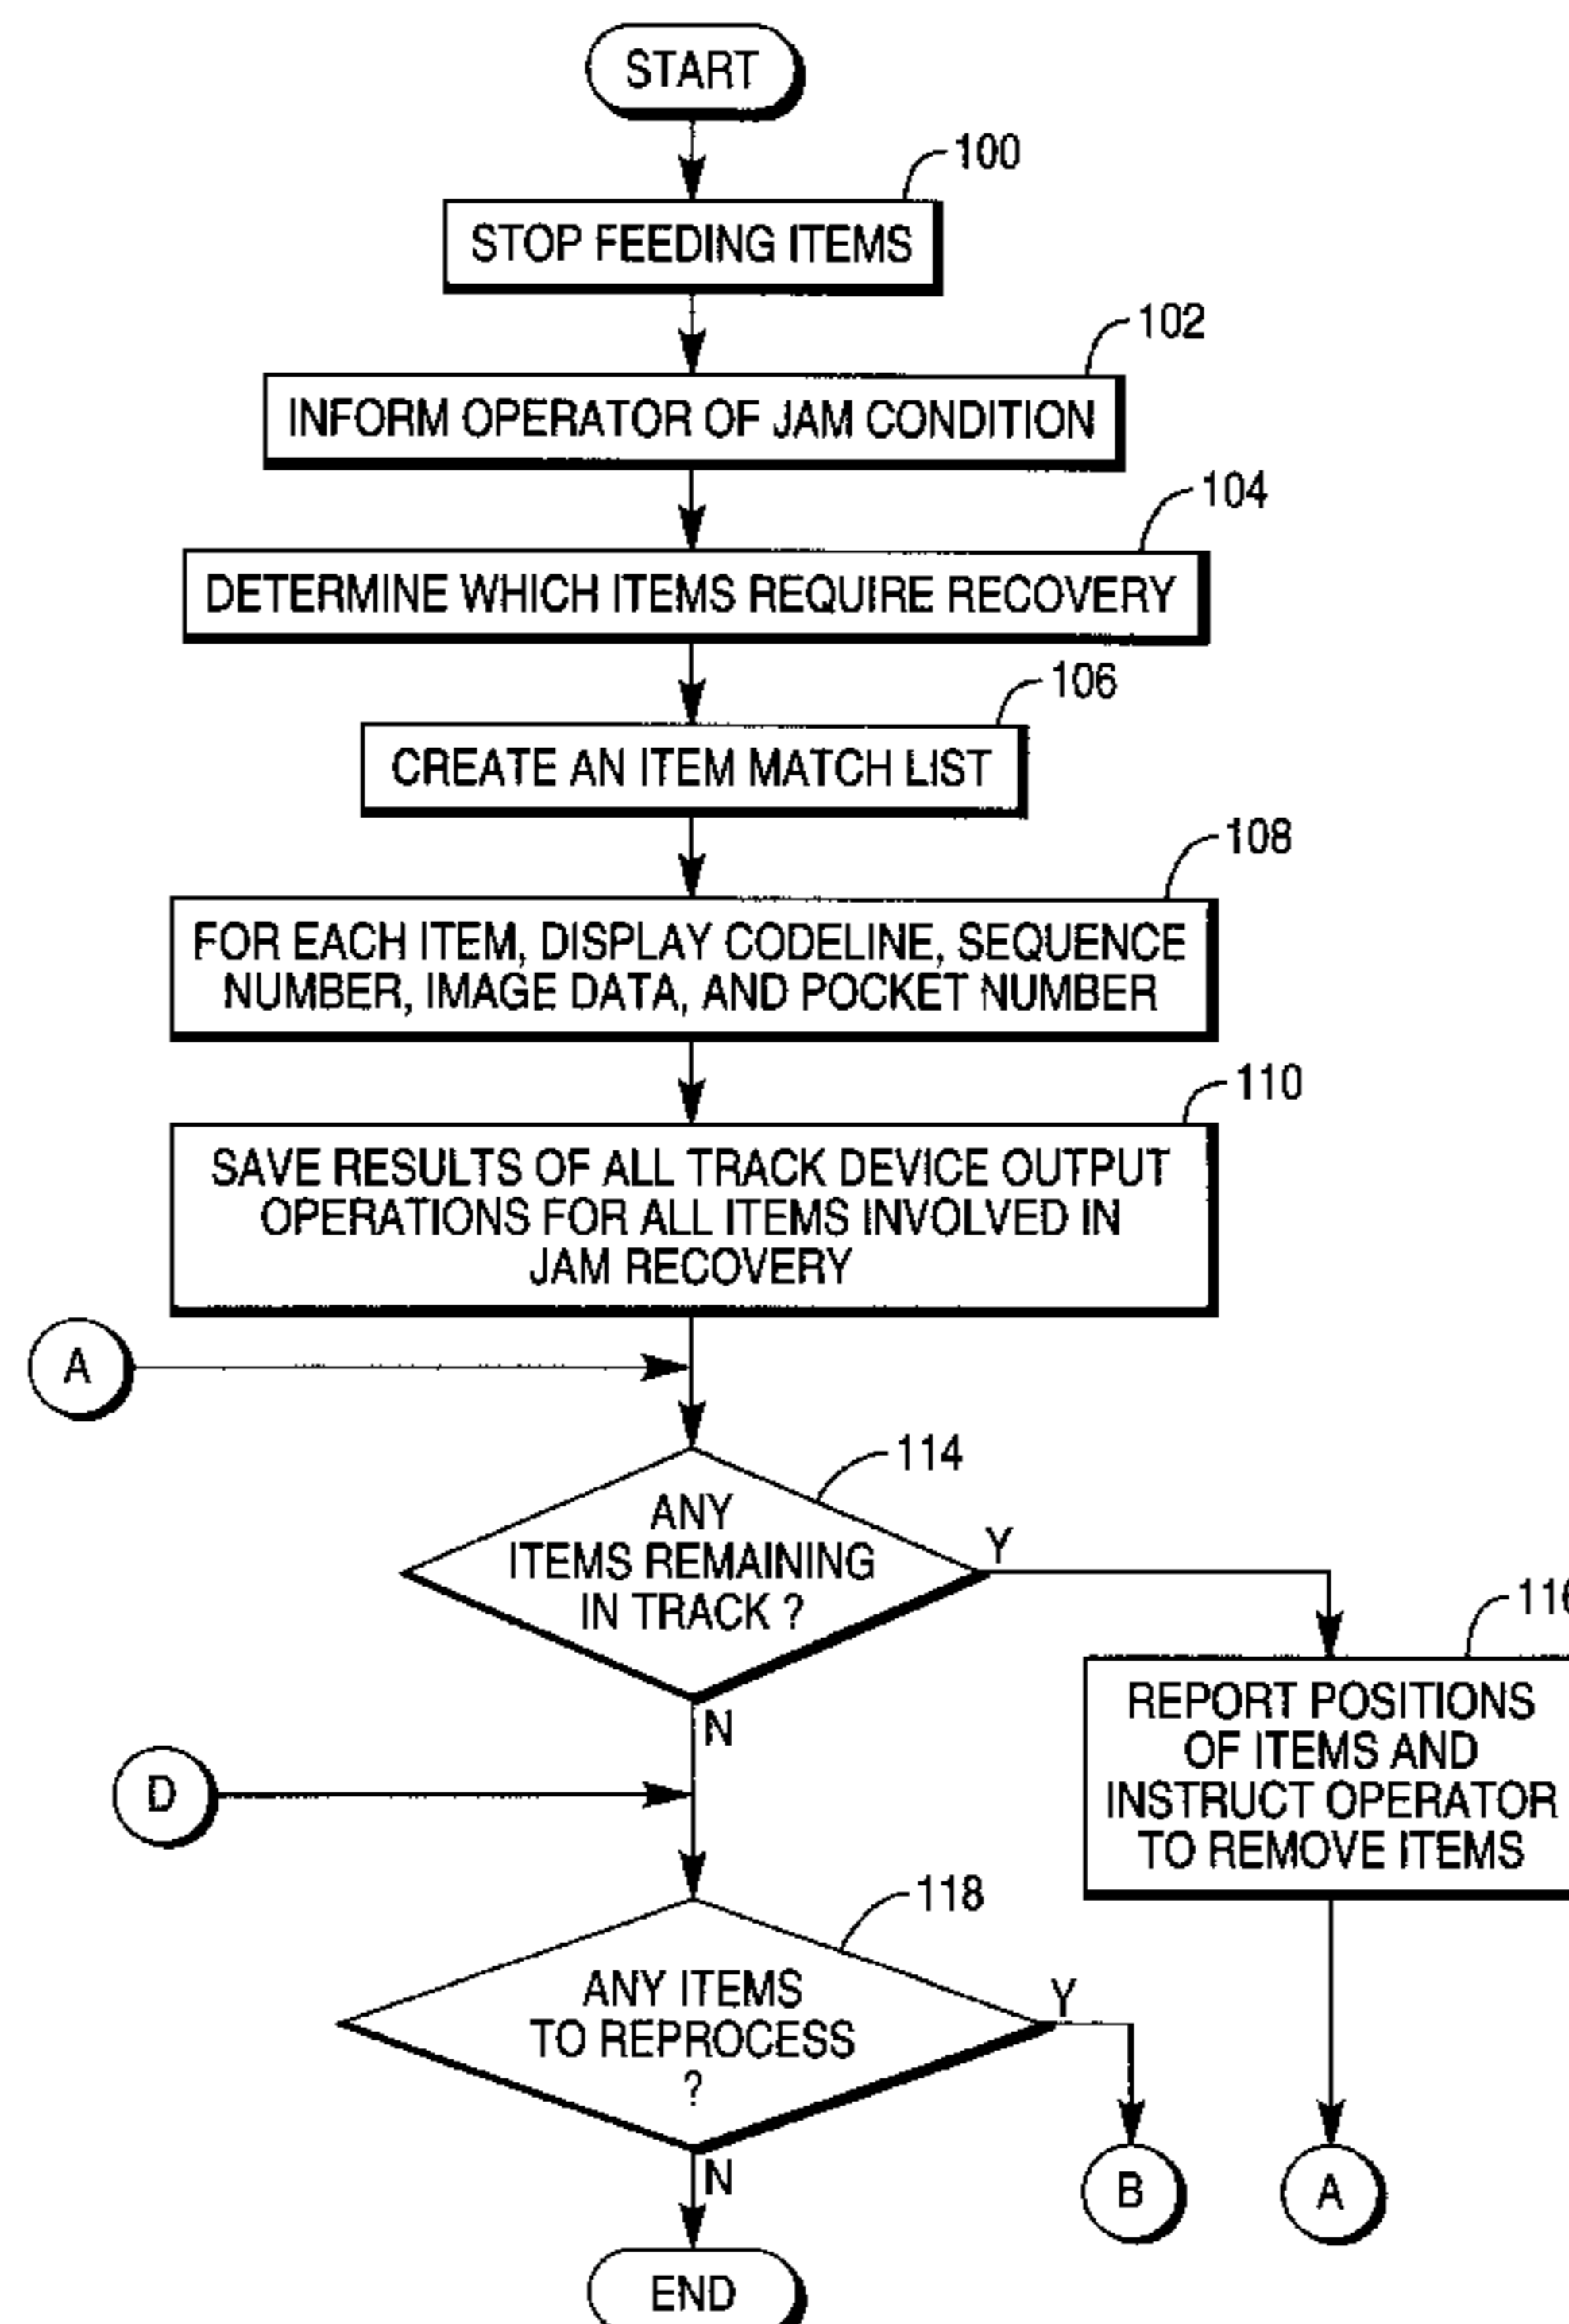 START
100
STOP FEEDING ITEMS
102
INFORM OPERATOR OF JAM CONDITION
104
DETERMINE WHICH ITEMS REQUIRE RECOVERY
106
CREATE AN ITEM MATCH LIST
108
FOR EACH ITEM, DISPLAY CODELINE, SEQUENCE
NUMBER, IMAGE DATA, AND POCKET NUMBER
110
SAVE RESULTS OF ALL TRACK DEVICE OUTPUT
OPERATIONS FOR ALL ITEMS INVOLVED IN
JAM RECOVERY
A
114
ANY
ITEMS REMAINING
IN TRACK ?
Y
N
REPORT POSITIONS
OF ITEMS AND
INSTRUCT OPERATOR
TO REMOVE ITEMS
D
118
ANY ITEMS
TO REPROCESS
?
Y
N
B
A
END